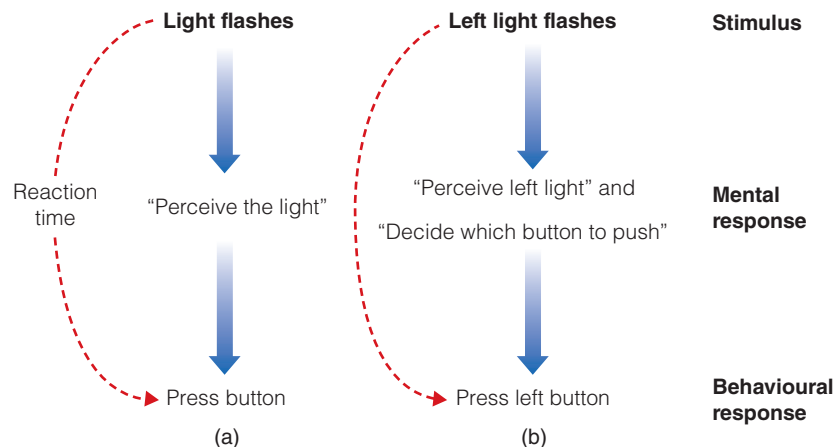 Light flashes
Left light flashes
Stimulus
Reaction
time
“Perceive the light”
“Perceive left light” and
“Decide which button to push”
Mental
response
Press button
Press left button
Behavioural
response
(a)
(b)